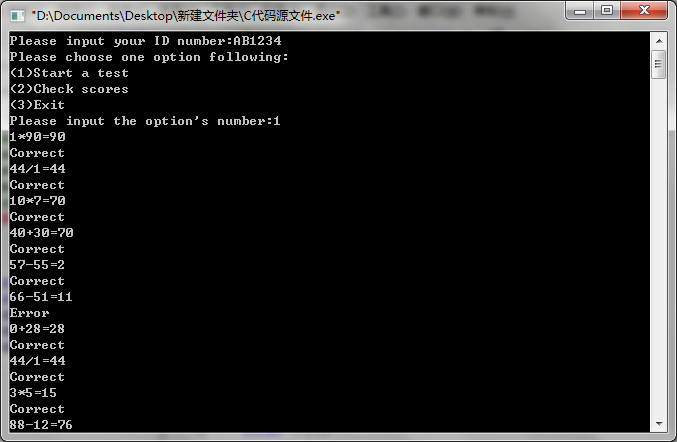 "D:\Documents\Desktop\新建文件夹\C代码源文件.exe"
Please input your ID number:AB1234
Please choose one option following:
(1)Start a test
(2)Check scores
(3)Exit
Please input the option's number:1
1*90=90
Correct
44/1=44
Correct
10*7=70
Correct
40+30=70
Correct
57-55=2
Correct
66-51=11
Error
0+28=28
Correct
44/1=44
Correct
3*5=15
Correct
88-12=76